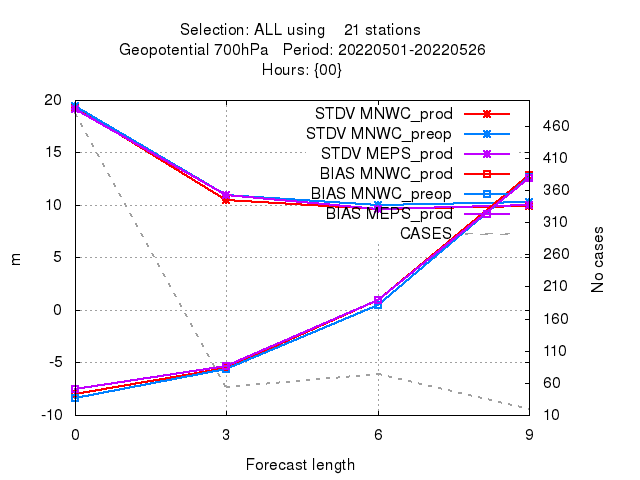 Selection: ALL using    21 stations
Geopotential 700hPa   Period: 20220501-20220526
Hours: {00}
STDV MNWC_prod
STDV MNWC_preop
STDV MEPS_prod
BIAS MNWC_prod
BIAS MNWC_preop
BIAS MEPS_prod
CASES
20
15
10
5
0
-5
-10
m
460
410
360
310
260
210
160
110
60
10
No cases
0
3
6
9
Forecast length